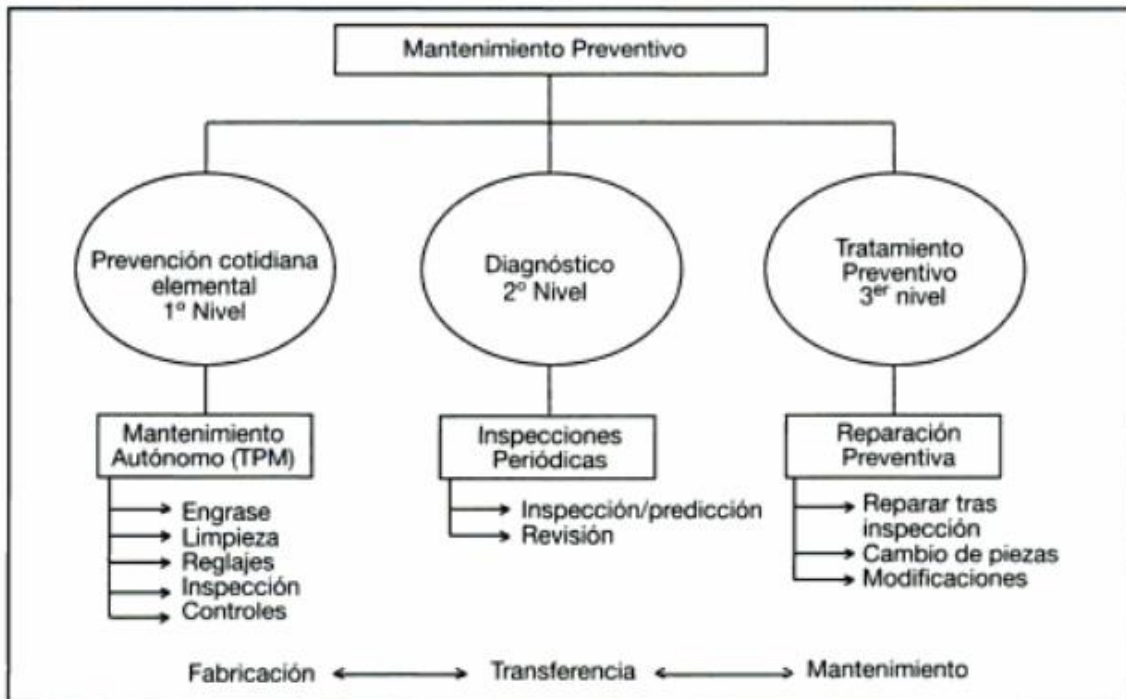 Mantenimiento Preventivo
Prevención cotidiana
elemental
1º Nivel
Diagnóstico
2º Nivel
Tratamiento
Preventivo
3er nivel
Mantenimiento
Autónomo (TPM)
Engrase
Limpieza
Reglajes
Inspección
Controles
Inspecciones
Periódicas
Inspección/predicción
Revisión
Reparación
Preventiva
Reparar tras
inspección
Cambio de piezas
Modificaciones
Fabricación Transferencia Mantenimiento